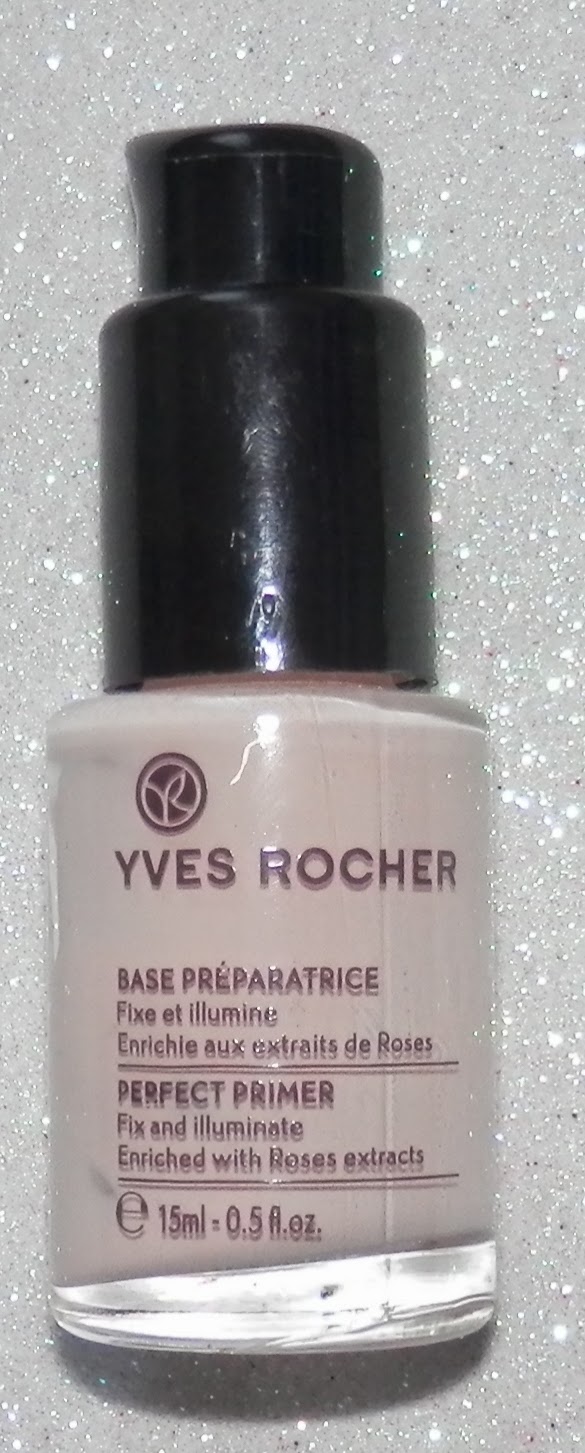 YVES ROCHER
BASE PRÉPARATRICE
Fixe et illumine
Enrichie aux extraits de Roses
PERFECT PRIMER
Fix and illuminate
Enriched with Roses extracts
℮ 15ml - 0.5 fl.oz.